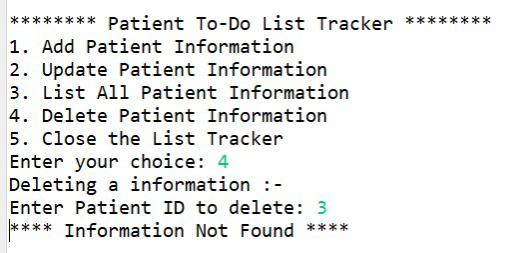 ******** Patient To-Do List Tracker ********
1. Add Patient Information
2. Update Patient Information
3. List All Patient Information
4. Delete Patient Information
5. Close the List Tracker
Enter your choice: 4
Deleting a information :-
Enter Patient ID to delete: 3
**** Information Not Found ****